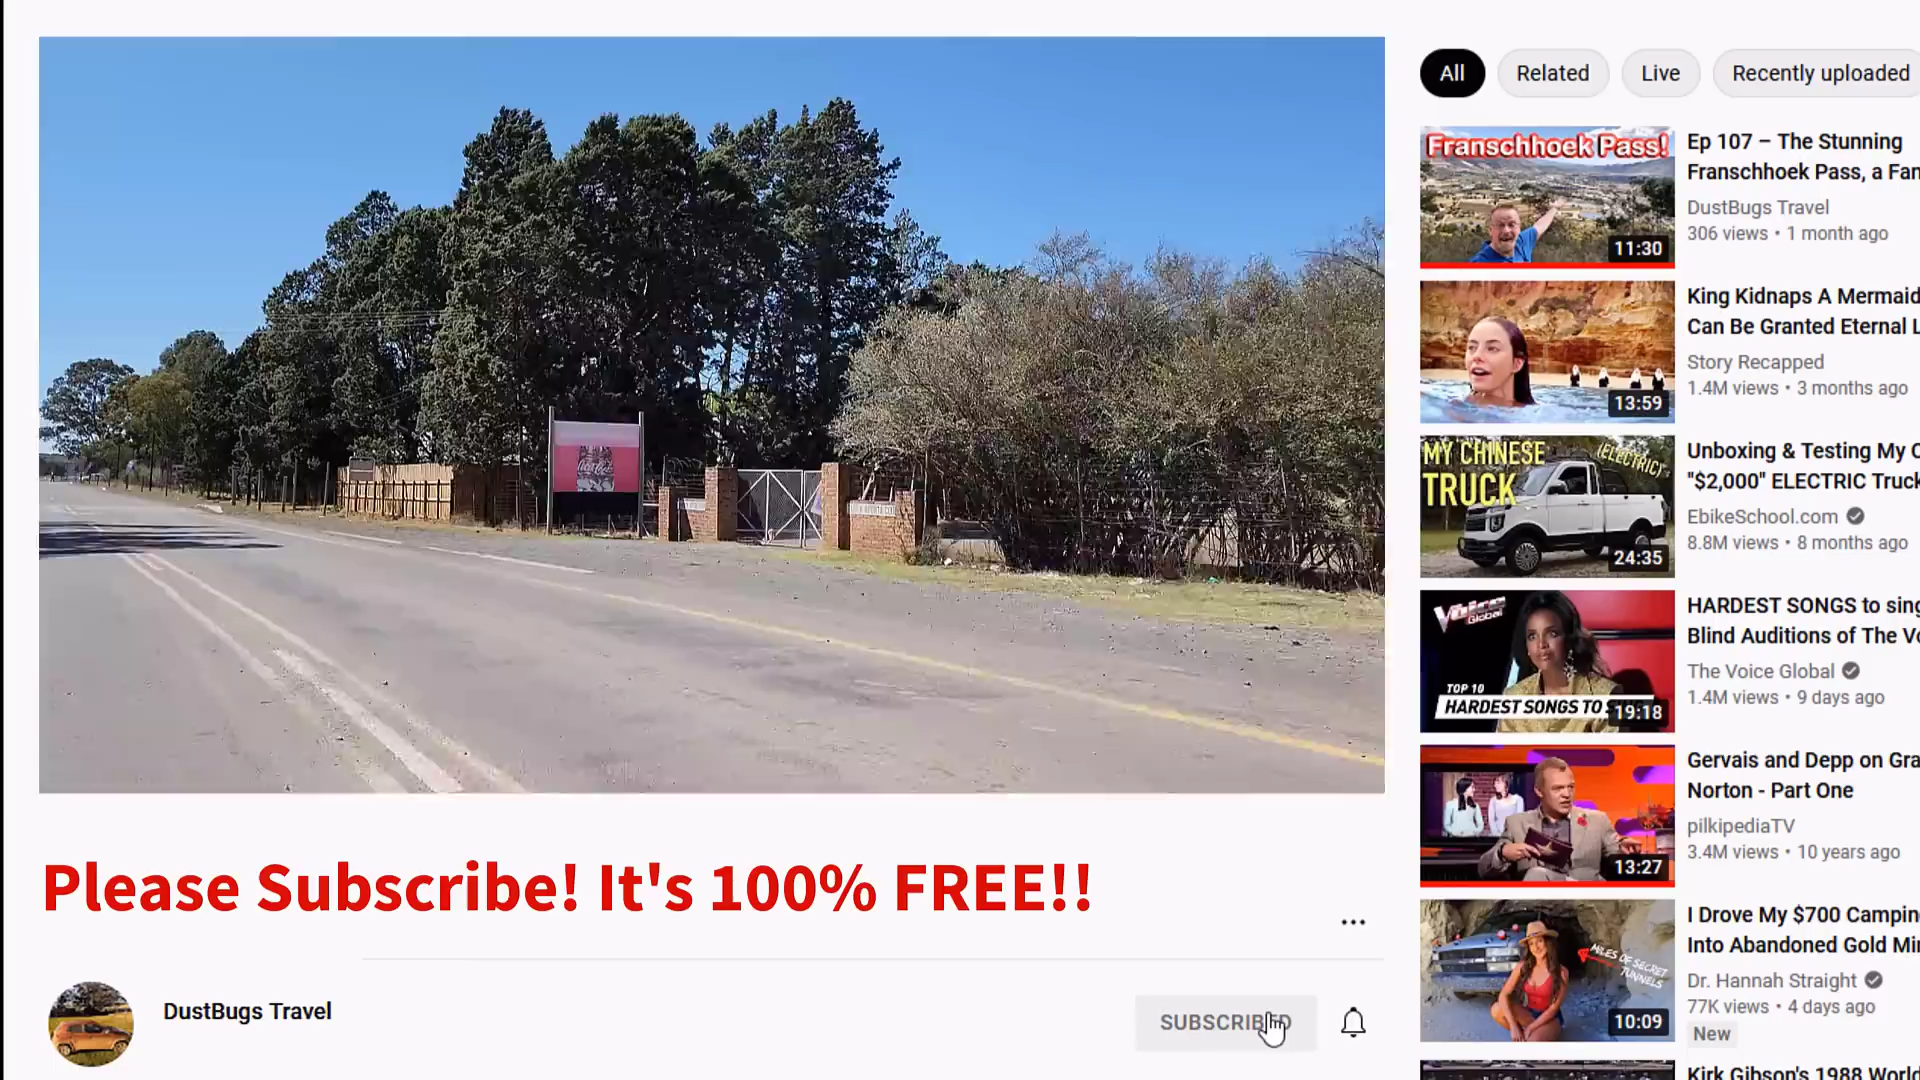 All
Related
Live
Recently uploaded
Franschhoek Pass!
11:30
Ep 107 – The Stunning
Franschhoek Pass, a Fan
DustBugs Travel
306 views • 1 month ago
13:59
King Kidnaps A Mermaid
Can Be Granted Eternal L
Story Recapped
1.4M views • 3 months ago
MY CHINESE
(ELECTRIC)
TRUCK
24:35
Unboxing & Testing My C
"$2,000" ELECTRIC Truck
EbikeSchool.com
8.8M views • 8 months ago
Voice
Global
TOP 10
HARDEST SONGS TO S
19:18
HARDEST SONGS to sing
Blind Auditions of The Vo
The Voice Global
1.4M views • 9 days ago
13:27
Gervais and Depp on Gra
Norton - Part One
pilkipediaTV
3.4M views • 10 years ago
MILES OF SECRET
TUNNELS
10:09
I Drove My $700 Camping
Into Abandoned Gold Min
Dr. Hannah Straight
77K views • 4 days ago
New
Kirk Gibson's 1988 World
Please Subscribe! It's 100% FREE!!
DustBugs Travel
SUBSCRIBED